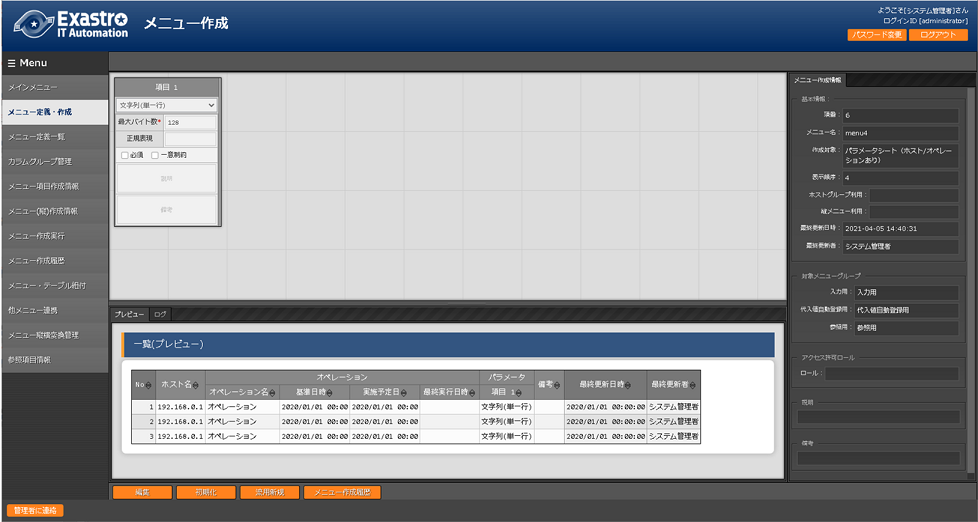 Exastro
IT Automation
メニュー作成
ようこそ[システム管理者]さん
ログインID [administrator]
パスワード変更
ログアウト
☰ Menu
メインメニュー
メニュー定義・作成
メニュー定義一覧
カラムグループ管理
メニュー項目作成情報
メニュー(縦)作成情報
メニュー作成実行
メニュー作成履歴
メニュー・テーブル紐付
他メニュー連携
メニュー縦横変換管理
参照項目情報
項目 1
文字列(単一行)
最大バイト数* 128
正規表現
必須 一意制約
説明
備考
プレビュー ログ
一覧(プレビュー)
No ホスト名 オペレーション パラメータ 備考 最終更新日時 最終更新者
オペレーション名 基準日時 実施予定日 最終実行日時 項目 1
1 192.168.0.1 オペレーション 2020/01/01 00:00 2020/01/01 00:00 文字列(単一行) 2020/01/01 00:00:00 システム管理者
2 192.168.0.1 オペレーション 2020/01/01 00:00 2020/01/01 00:00 文字列(単一行) 2020/01/01 00:00:00 システム管理者
3 192.168.0.1 オペレーション 2020/01/01 00:00 2020/01/01 00:00 文字列(単一行) 2020/01/01 00:00:00 システム管理者
編集 初期化 流用新規 メニュー作成履歴
管理者に連絡
メニュー作成情報
基本情報
項番 : 6
メニュー名 : menu4
作成対象 : パラメータシート（ホスト/オペレー
ションあり）
表示順序 : 4
ホストグループ利用 :
縦メニュー利用 :
最終更新日時 : 2021-04-05 14:40:31
最終更新者 : システム管理者
対象メニューグループ
入力用 : 入力用
代入値自動登録用 : 代入値自動登録用
参照用 : 参照用
アクセス許可ロール
ロール :
説明
備考